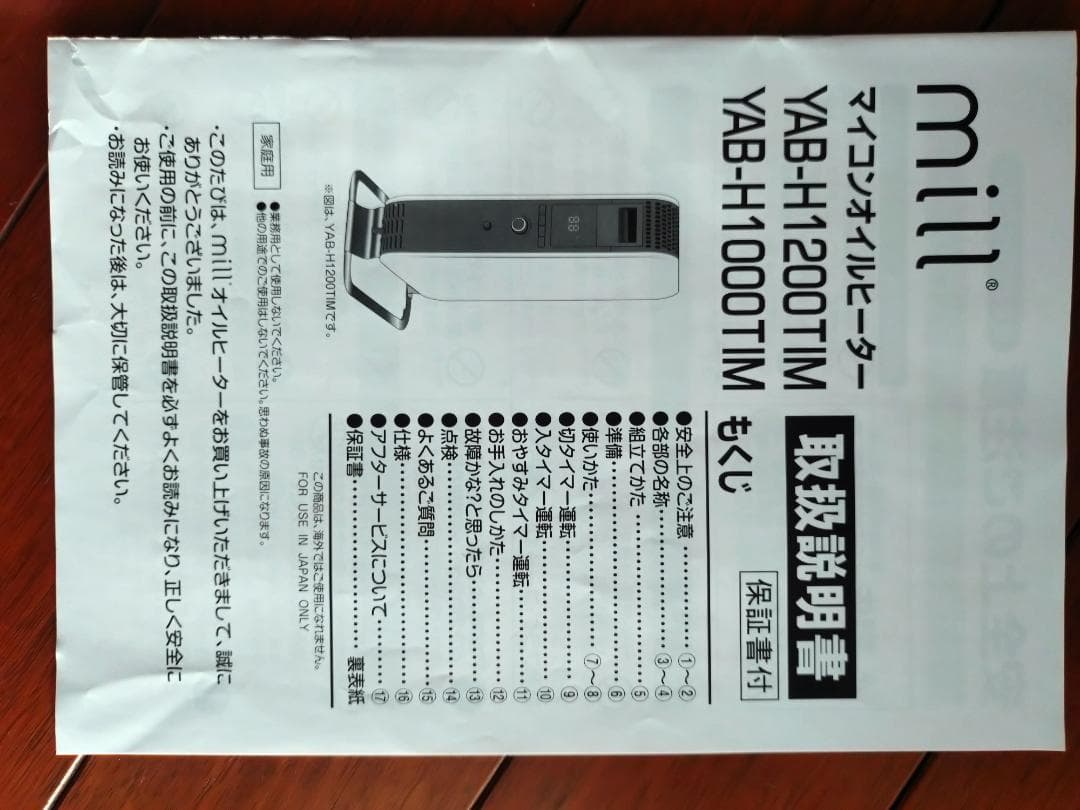 mill®
マイコンオイルヒーター
YAB-H1200TIM
YAB-H1000TIM
取扱説明書
保証書付
※図は、YAB-H1200TIMです。
家庭用
●業務用として使用しないでください。
●他の用途でのご使用はしないでください。思わぬ事故の原因になります。
・このたびは、millオイルヒーターをお買い上げいただきまして、誠に
ありがとうございました。
・ご使用の前に、この取扱説明書を必ずよくお読みになり、正しく安全に
お使いください。
・お読みになった後は、大切に保管してください。
もくじ
●安全上のご注意……………①～②
●各部の名称……………③～④
●組立てかた……………⑤
●準備……………⑥
●使いかた……………⑦～⑧
●切タイマー運転……………⑨
●入タイマー運転……………⑩
●おやすみタイマー運転……………⑪
●お手入れのしかた……………⑫
●故障かな?と思ったら……………⑬
●点検……………⑭
●よくあるご質問……………⑮
●仕様……………⑯
●アフターサービスについて……………⑰
●保証書……………裏表紙
この商品は、海外ではご使用になれません。
FOR USE IN JAPAN ONLY